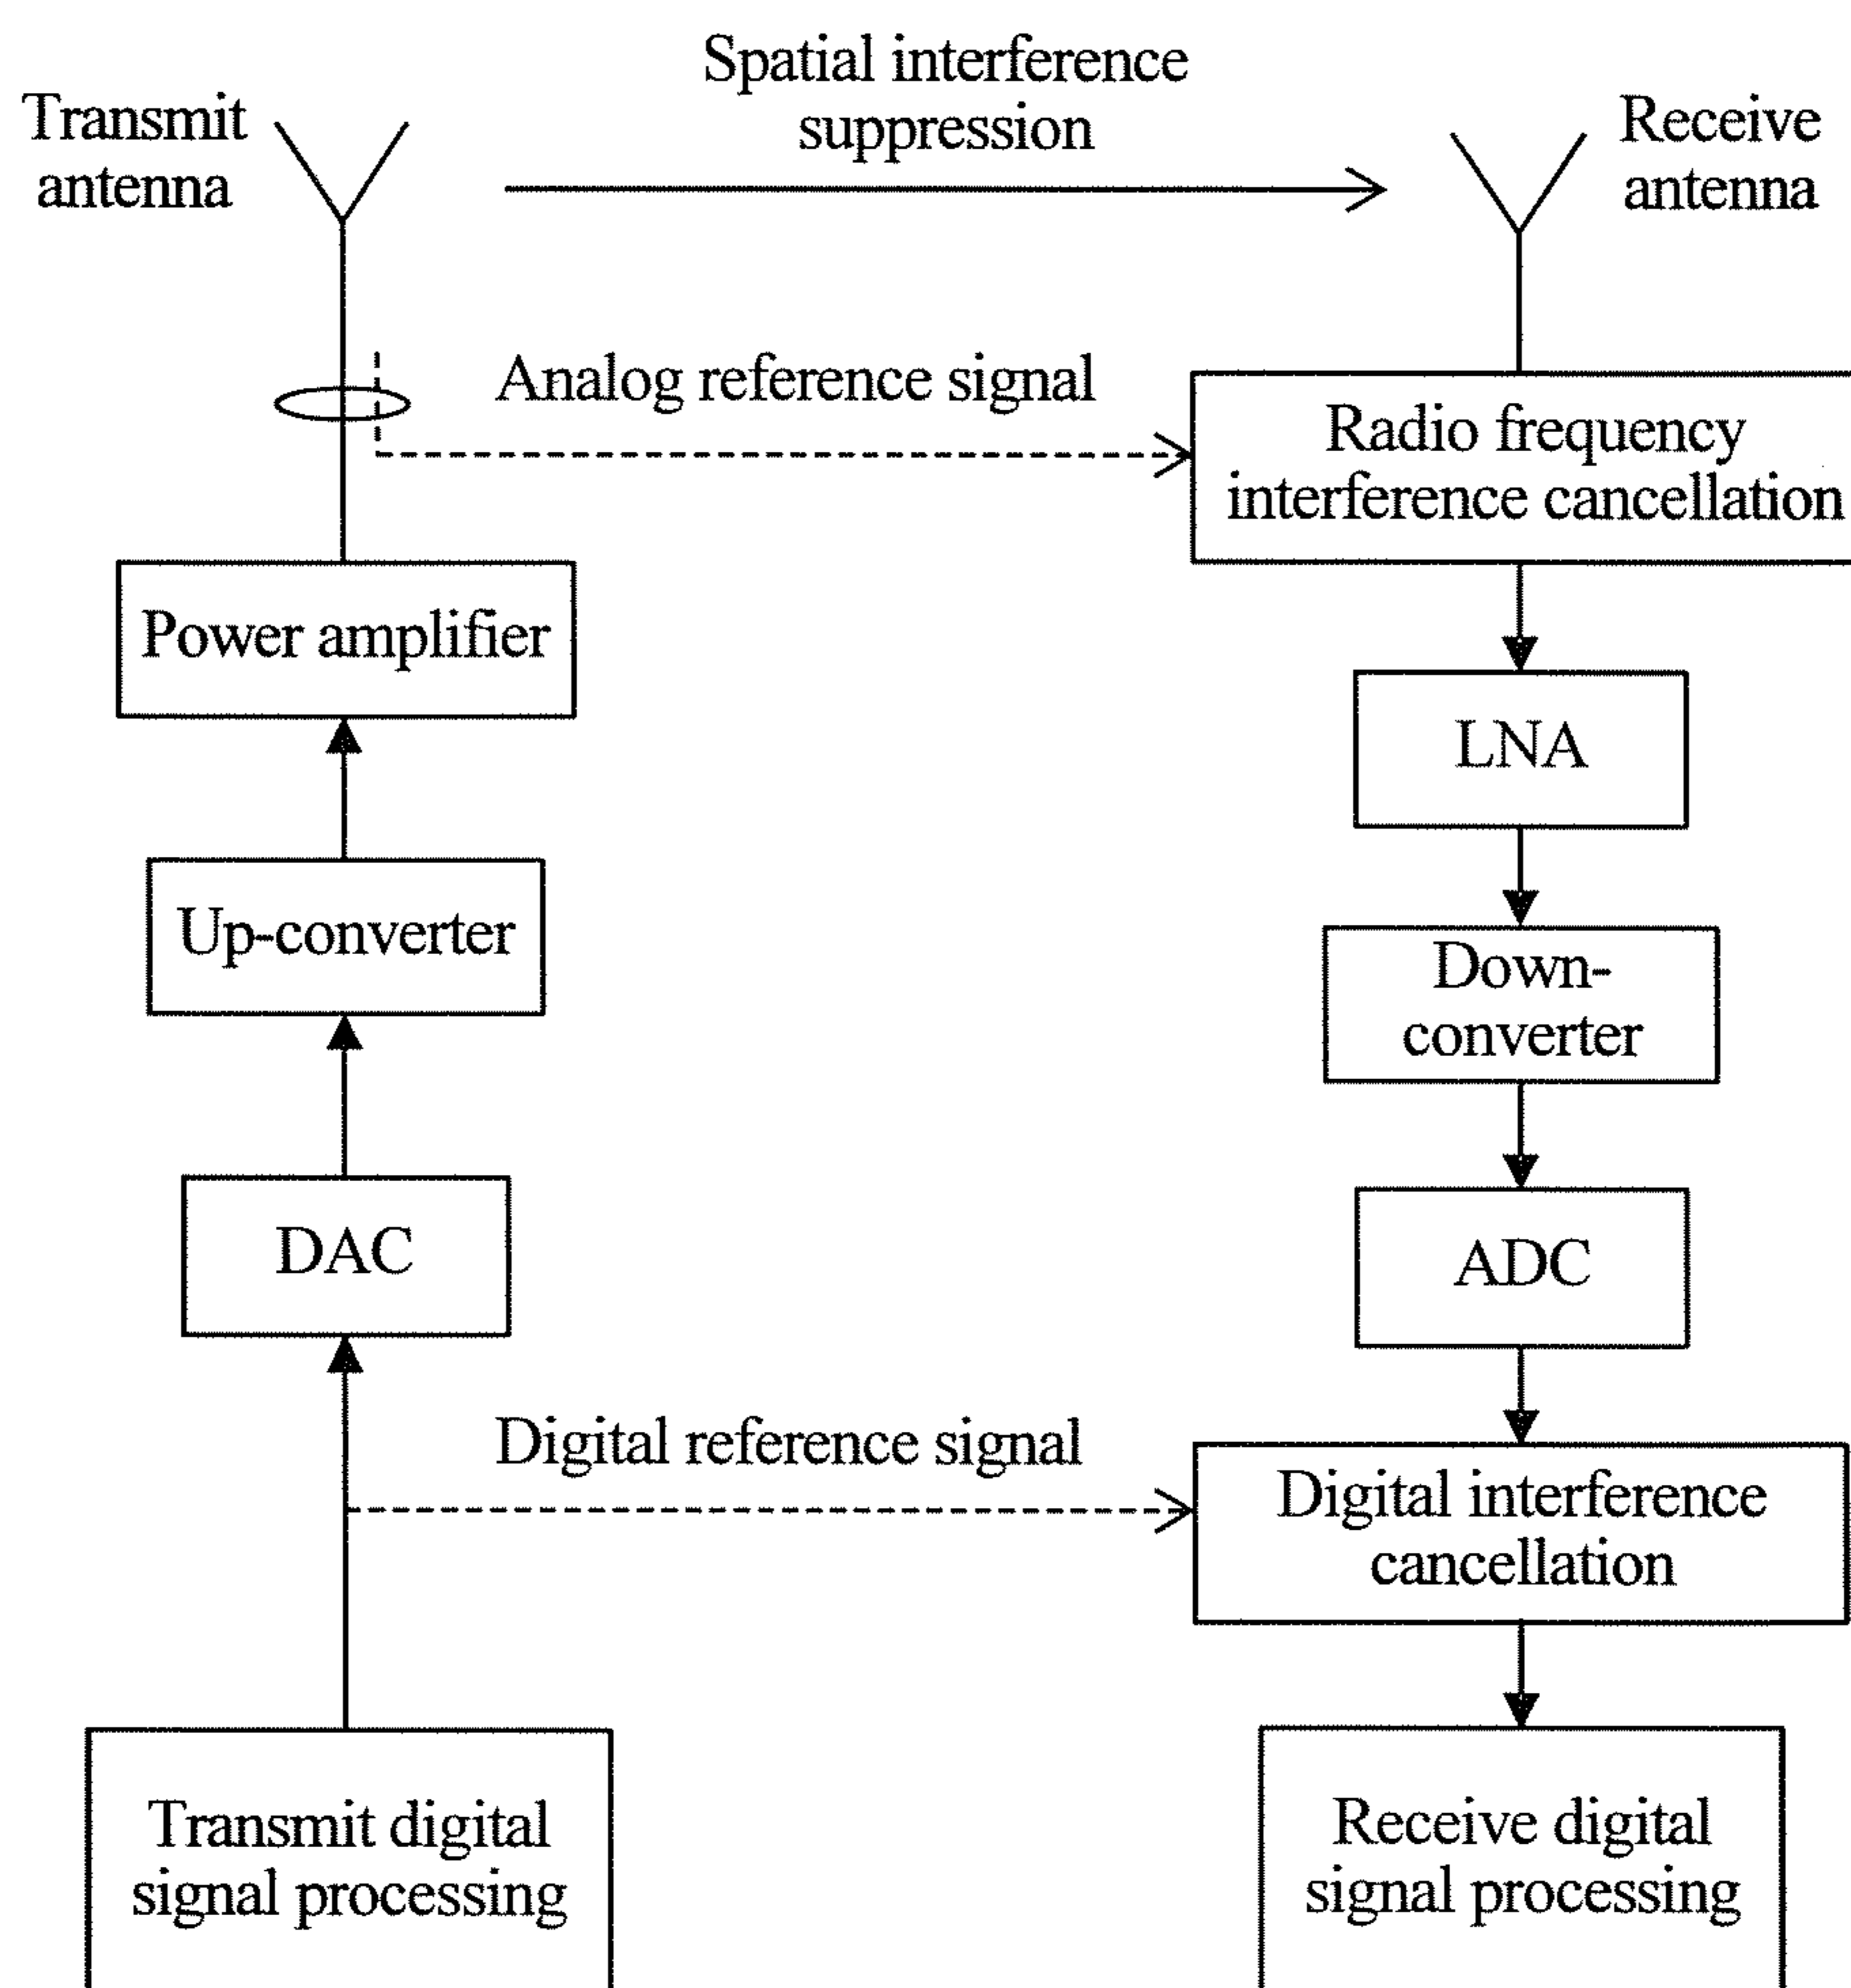 Spatial interference
suppression
Transmit
antenna
Receive
antenna
Analog reference signal
Radio frequency
interference cancellation
Power amplifier
LNA
Up-converter
Down-
converter
DAC
ADC
Digital reference signal
Digital interference
cancellation
Transmit digital
signal processing
Receive digital
signal processing